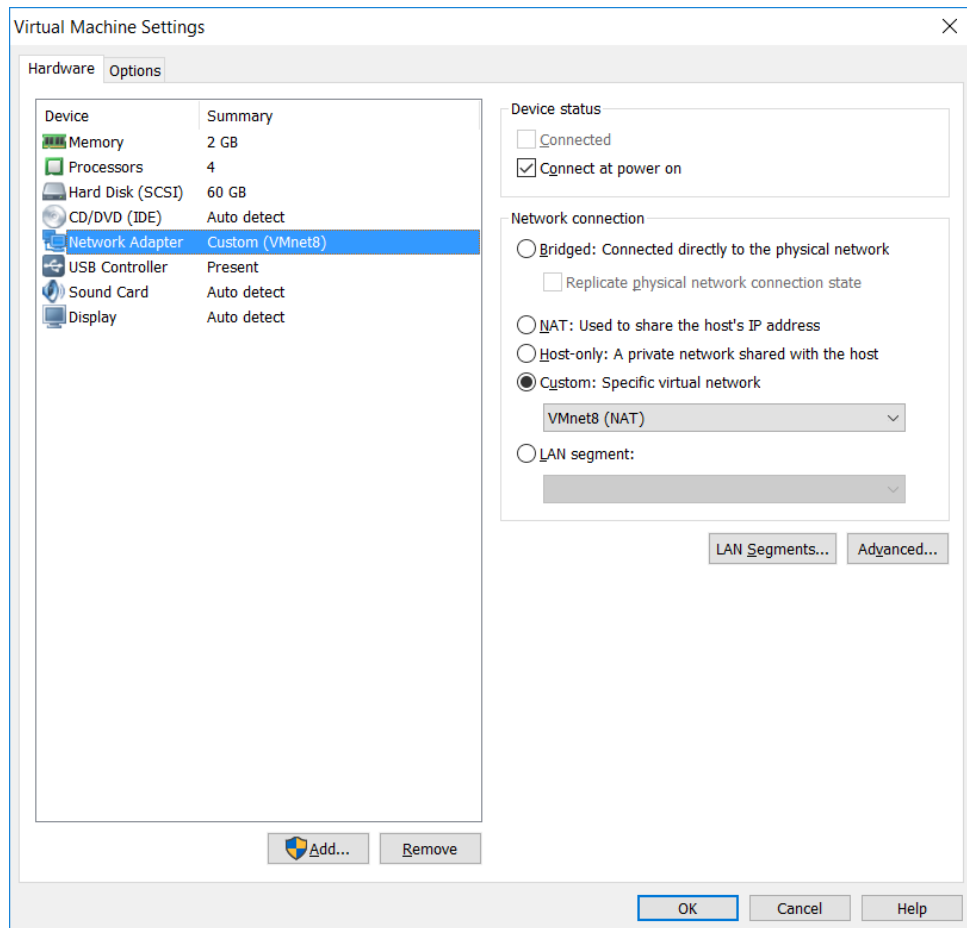 Virtual Machine Settings
Hardware Options
Device Summary
Memory 2 GB
Processors 4
Hard Disk (SCSI) 60 GB
CD/DVD (IDE) Auto detect
Network Adapter Custom (VMnet8)
USB Controller Present
Sound Card Auto detect
Display Auto detect
Add... Remove
Device status
Connected
Connect at power on
Network connection
Bridged: Connected directly to the physical network
Replicate physical network connection state
NAT: Used to share the host's IP address
Host-only: A private network shared with the host
Custom: Specific virtual network
VMnet8 (NAT)
LAN segment:
LAN Segments... Advanced...
OK Cancel Help